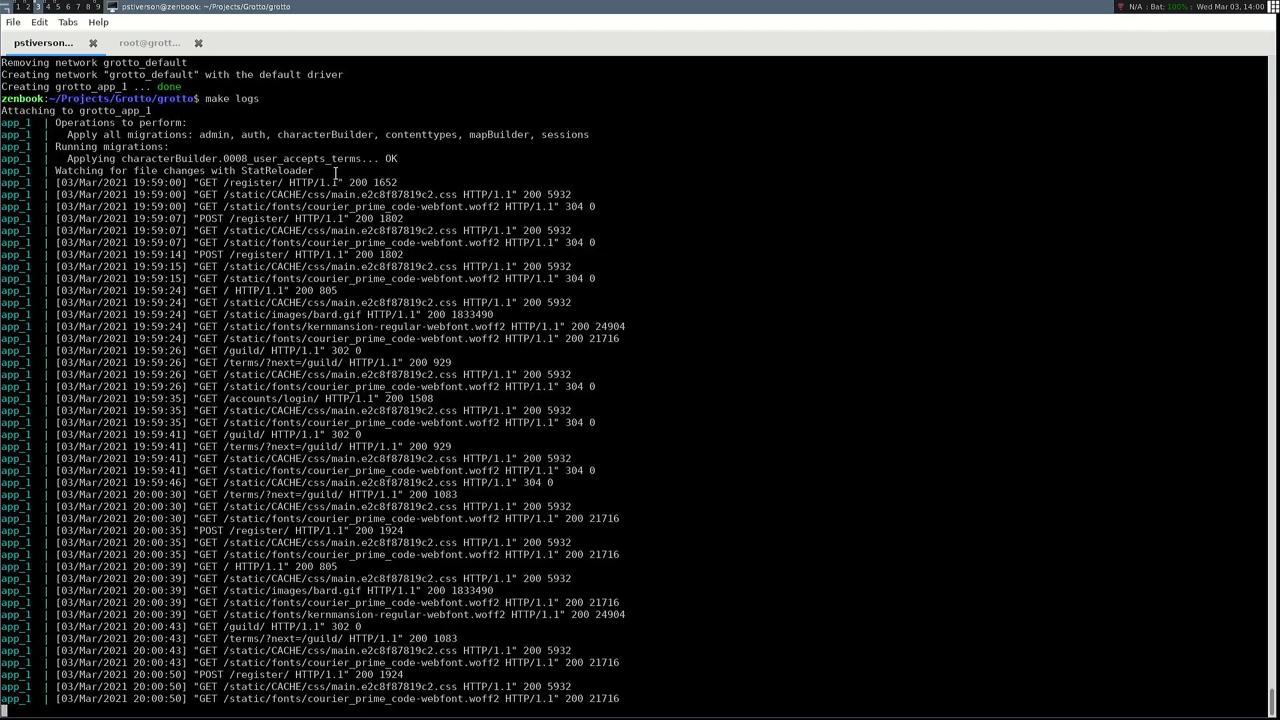 1 2 3 4 5 6 7 8 9 pstiverson@zenbook: ~/Projects/Grotto/grotto N/A : Bat: 100% : Wed Mar 03, 14:00
File Edit Tabs Help
pstiverson... root@grott...
Removing network grotto_default
Creating network "grotto_default" with the default driver
Creating grotto_app_1 ... done
zenbook:~/Projects/Grotto/grotto$ make logs
Attaching to grotto_app_1
app_1 | Operations to perform:
app_1 | Apply all migrations: admin, auth, characterBuilder, contenttypes, mapBuilder, sessions
app_1 | Running migrations:
app_1 | Applying characterBuilder.0008_user_accepts_terms... OK
app_1 | Watching for file changes with StatReloader
app_1 | [03/Mar/2021 19:59:00] "GET /register/ HTTP/1.1" 200 1652
app_1 | [03/Mar/2021 19:59:00] "GET /static/CACHE/css/main.e2c8f87819c2.css HTTP/1.1" 200 5932
app_1 | [03/Mar/2021 19:59:00] "GET /static/fonts/courier_prime_code-webfont.woff2 HTTP/1.1" 304 0
app_1 | [03/Mar/2021 19:59:07] "POST /register/ HTTP/1.1" 200 1802
app_1 | [03/Mar/2021 19:59:07] "GET /static/CACHE/css/main.e2c8f87819c2.css HTTP/1.1" 200 5932
app_1 | [03/Mar/2021 19:59:07] "GET /static/fonts/courier_prime_code-webfont.woff2 HTTP/1.1" 304 0
app_1 | [03/Mar/2021 19:59:14] "POST /register/ HTTP/1.1" 200 1802
app_1 | [03/Mar/2021 19:59:15] "GET /static/CACHE/css/main.e2c8f87819c2.css HTTP/1.1" 200 5932
app_1 | [03/Mar/2021 19:59:15] "GET /static/fonts/courier_prime_code-webfont.woff2 HTTP/1.1" 304 0
app_1 | [03/Mar/2021 19:59:24] "GET / HTTP/1.1" 200 805
app_1 | [03/Mar/2021 19:59:24] "GET /static/CACHE/css/main.e2c8f87819c2.css HTTP/1.1" 200 5932
app_1 | [03/Mar/2021 19:59:24] "GET /static/images/bard.gif HTTP/1.1" 200 1833490
app_1 | [03/Mar/2021 19:59:24] "GET /static/fonts/kernmansion-regular-webfont.woff2 HTTP/1.1" 200 24904
app_1 | [03/Mar/2021 19:59:24] "GET /static/fonts/courier_prime_code-webfont.woff2 HTTP/1.1" 200 21716
app_1 | [03/Mar/2021 19:59:26] "GET /guild/ HTTP/1.1" 302 0
app_1 | [03/Mar/2021 19:59:26] "GET /terms/?next=/guild/ HTTP/1.1" 200 929
app_1 | [03/Mar/2021 19:59:26] "GET /static/CACHE/css/main.e2c8f87819c2.css HTTP/1.1" 200 5932
app_1 | [03/Mar/2021 19:59:26] "GET /static/fonts/courier_prime_code-webfont.woff2 HTTP/1.1" 304 0
app_1 | [03/Mar/2021 19:59:35] "GET /accounts/login/ HTTP/1.1" 200 1508
app_1 | [03/Mar/2021 19:59:35] "GET /static/CACHE/css/main.e2c8f87819c2.css HTTP/1.1" 200 5932
app_1 | [03/Mar/2021 19:59:35] "GET /static/fonts/courier_prime_code-webfont.woff2 HTTP/1.1" 304 0
app_1 | [03/Mar/2021 19:59:41] "GET /guild/ HTTP/1.1" 302 0
app_1 | [03/Mar/2021 19:59:41] "GET /terms/?next=/guild/ HTTP/1.1" 200 929
app_1 | [03/Mar/2021 19:59:41] "GET /static/CACHE/css/main.e2c8f87819c2.css HTTP/1.1" 200 5932
app_1 | [03/Mar/2021 19:59:41] "GET /static/fonts/courier_prime_code-webfont.woff2 HTTP/1.1" 304 0
app_1 | [03/Mar/2021 19:59:46] "GET /static/CACHE/css/main.e2c8f87819c2.css HTTP/1.1" 304 0
app_1 | [03/Mar/2021 20:00:30] "GET /terms/?next=/guild/ HTTP/1.1" 200 1083
app_1 | [03/Mar/2021 20:00:30] "GET /static/CACHE/css/main.e2c8f87819c2.css HTTP/1.1" 200 5932
app_1 | [03/Mar/2021 20:00:30] "GET /static/fonts/courier_prime_code-webfont.woff2 HTTP/1.1" 200 21716
app_1 | [03/Mar/2021 20:00:35] "POST /register/ HTTP/1.1" 200 1924
app_1 | [03/Mar/2021 20:00:35] "GET /static/CACHE/css/main.e2c8f87819c2.css HTTP/1.1" 200 5932
app_1 | [03/Mar/2021 20:00:35] "GET /static/fonts/courier_prime_code-webfont.woff2 HTTP/1.1" 200 21716
app_1 | [03/Mar/2021 20:00:39] "GET / HTTP/1.1" 200 805
app_1 | [03/Mar/2021 20:00:39] "GET /static/CACHE/css/main.e2c8f87819c2.css HTTP/1.1" 200 5932
app_1 | [03/Mar/2021 20:00:39] "GET /static/images/bard.gif HTTP/1.1" 200 1833490
app_1 | [03/Mar/2021 20:00:39] "GET /static/fonts/courier_prime_code-webfont.woff2 HTTP/1.1" 200 21716
app_1 | [03/Mar/2021 20:00:39] "GET /static/fonts/kernmansion-regular-webfont.woff2 HTTP/1.1" 200 24904
app_1 | [03/Mar/2021 20:00:43] "GET /guild/ HTTP/1.1" 302 0
app_1 | [03/Mar/2021 20:00:43] "GET /terms/?next=/guild/ HTTP/1.1" 200 1083
app_1 | [03/Mar/2021 20:00:43] "GET /static/CACHE/css/main.e2c8f87819c2.css HTTP/1.1" 200 5932
app_1 | [03/Mar/2021 20:00:43] "GET /static/fonts/courier_prime_code-webfont.woff2 HTTP/1.1" 200 21716
app_1 | [03/Mar/2021 20:00:50] "POST /register/ HTTP/1.1" 200 1924
app_1 | [03/Mar/2021 20:00:50] "GET /static/CACHE/css/main.e2c8f87819c2.css HTTP/1.1" 200 5932
app_1 | [03/Mar/2021 20:00:50] "GET /static/fonts/courier_prime_code-webfont.woff2 HTTP/1.1" 200 21716